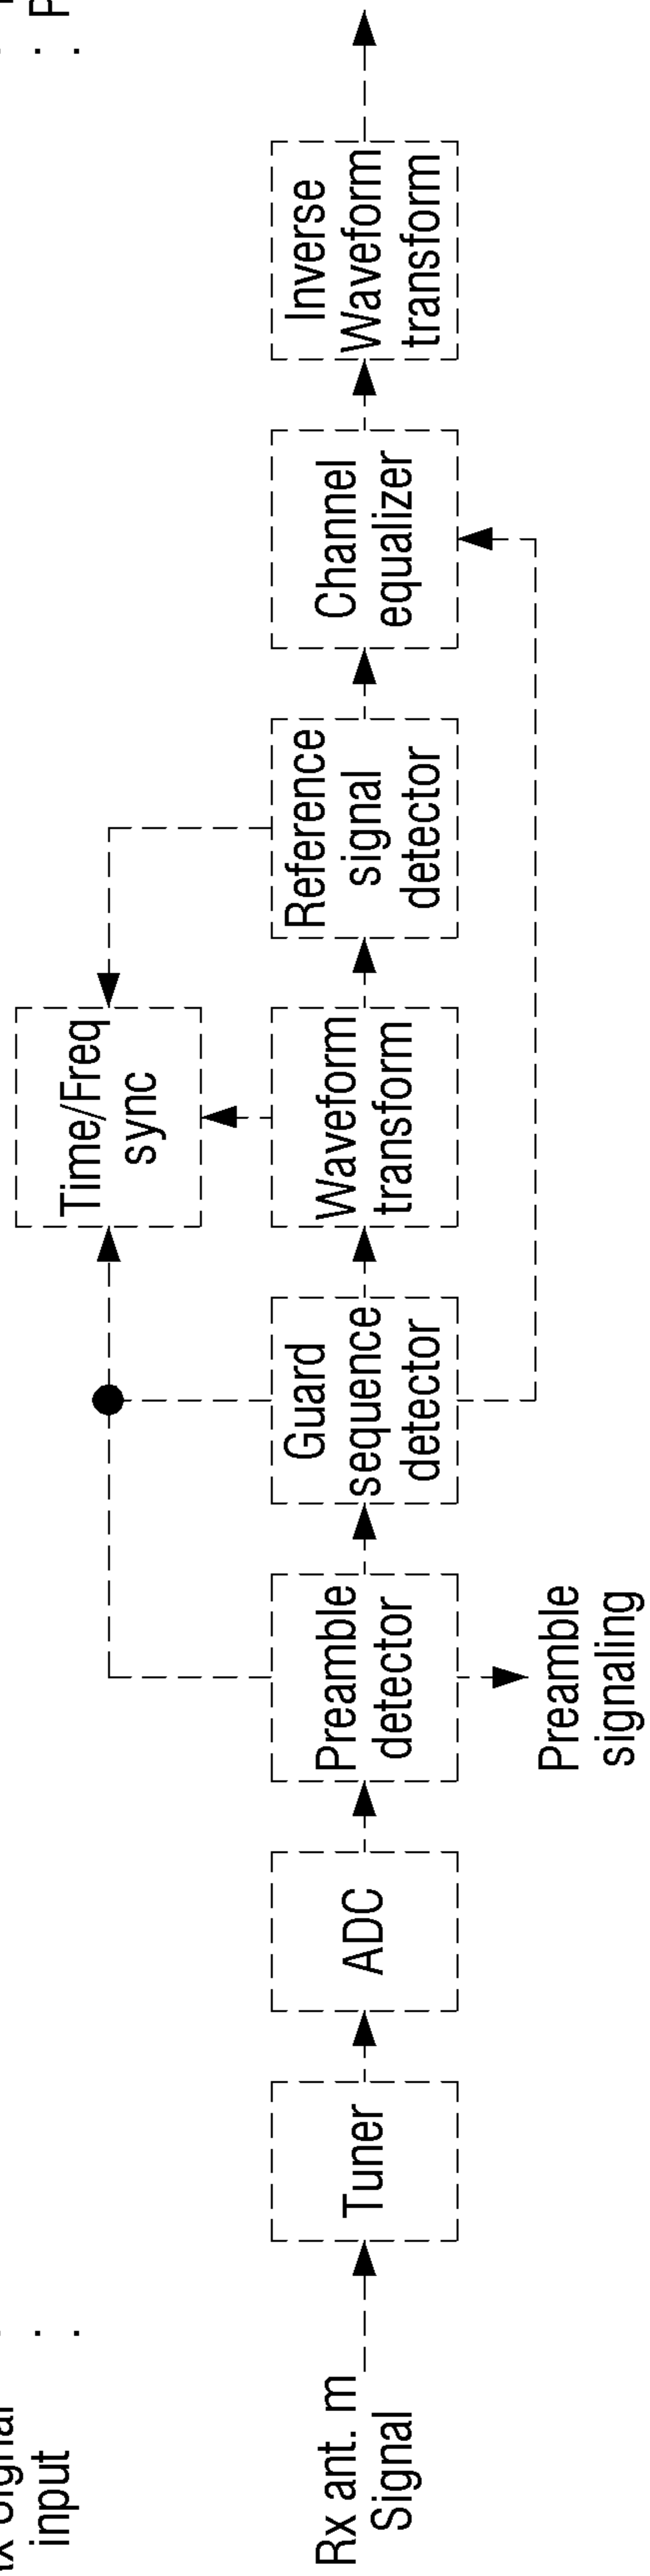 input
Time/Freq
sync
Rx ant. m
Signal
Tuner
ADC
Preamble
detector
Guard
sequence
detector
Waveform
transform
Reference
signal
detector
Channel
equalizer
Inverse
Waveform
transform
Preamble
signaling